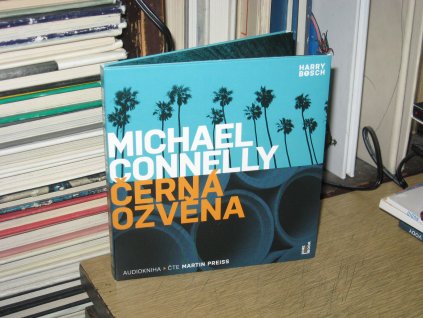 HARRY
BOSCH
MICHAEL
CONNELLY
ČERNÁ
OZVĚNA
AUDIOKNIHA > ČTE MARTIN PREISS